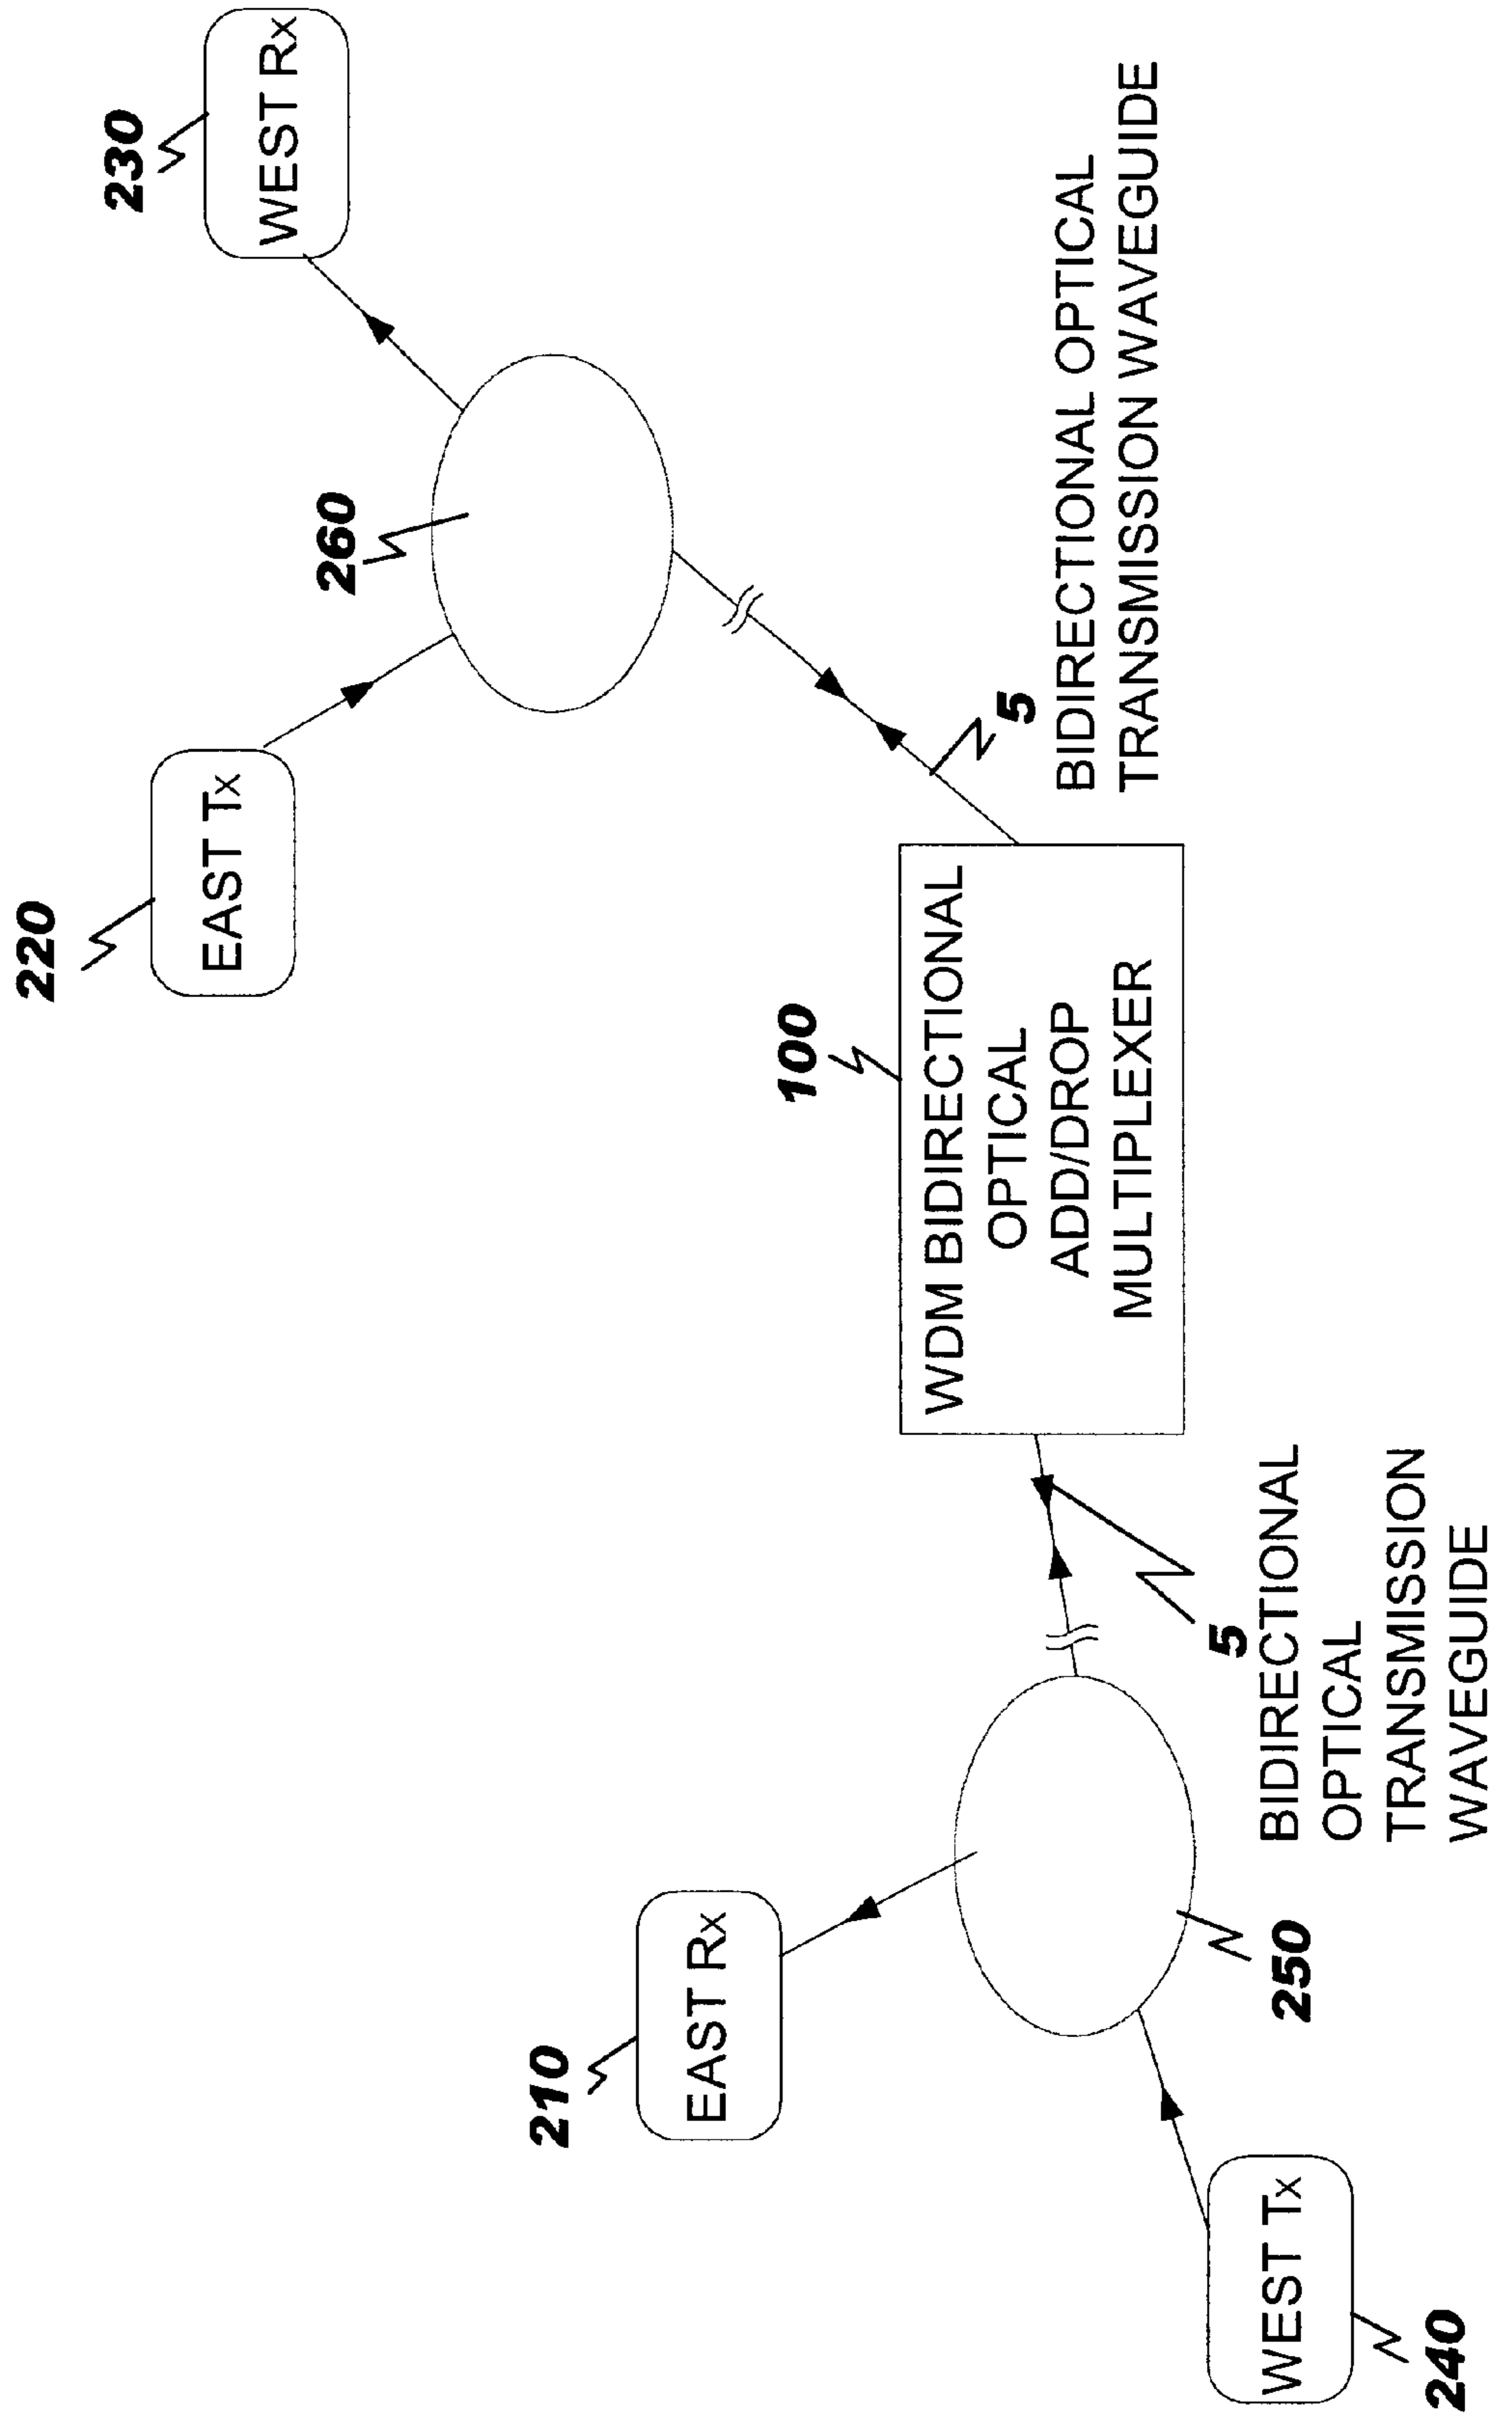 220
EAST Tx
230
WEST Rx
260
5
BIDIRECTIONAL OPTICAL
TRANSMISSION WAVEGUIDE
100
WDM BIDIRECTIONAL
OPTICAL
ADD/DROP
MULTIPLEXER
210
EAST Rx
5
BIDIRECTIONAL
OPTICAL
TRANSMISSION
WAVEGUIDE
250
WEST Tx
240